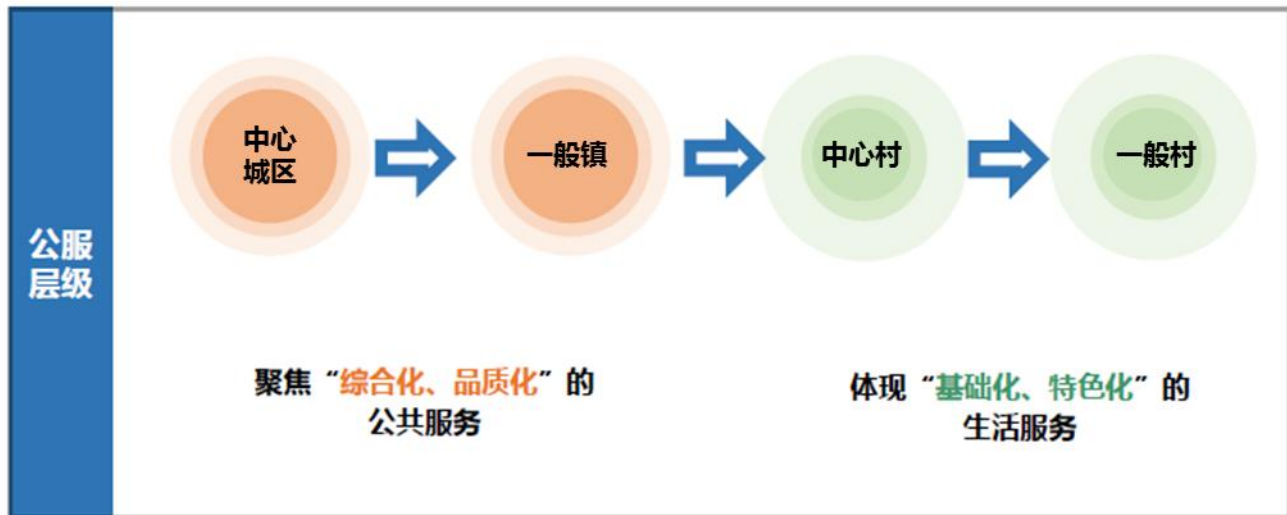 公服
层级
中心
城区
一般镇
中心村
一般村
聚焦“综合化、品质化”的
公共服务
体现“基础化、特色化”的
生活服务